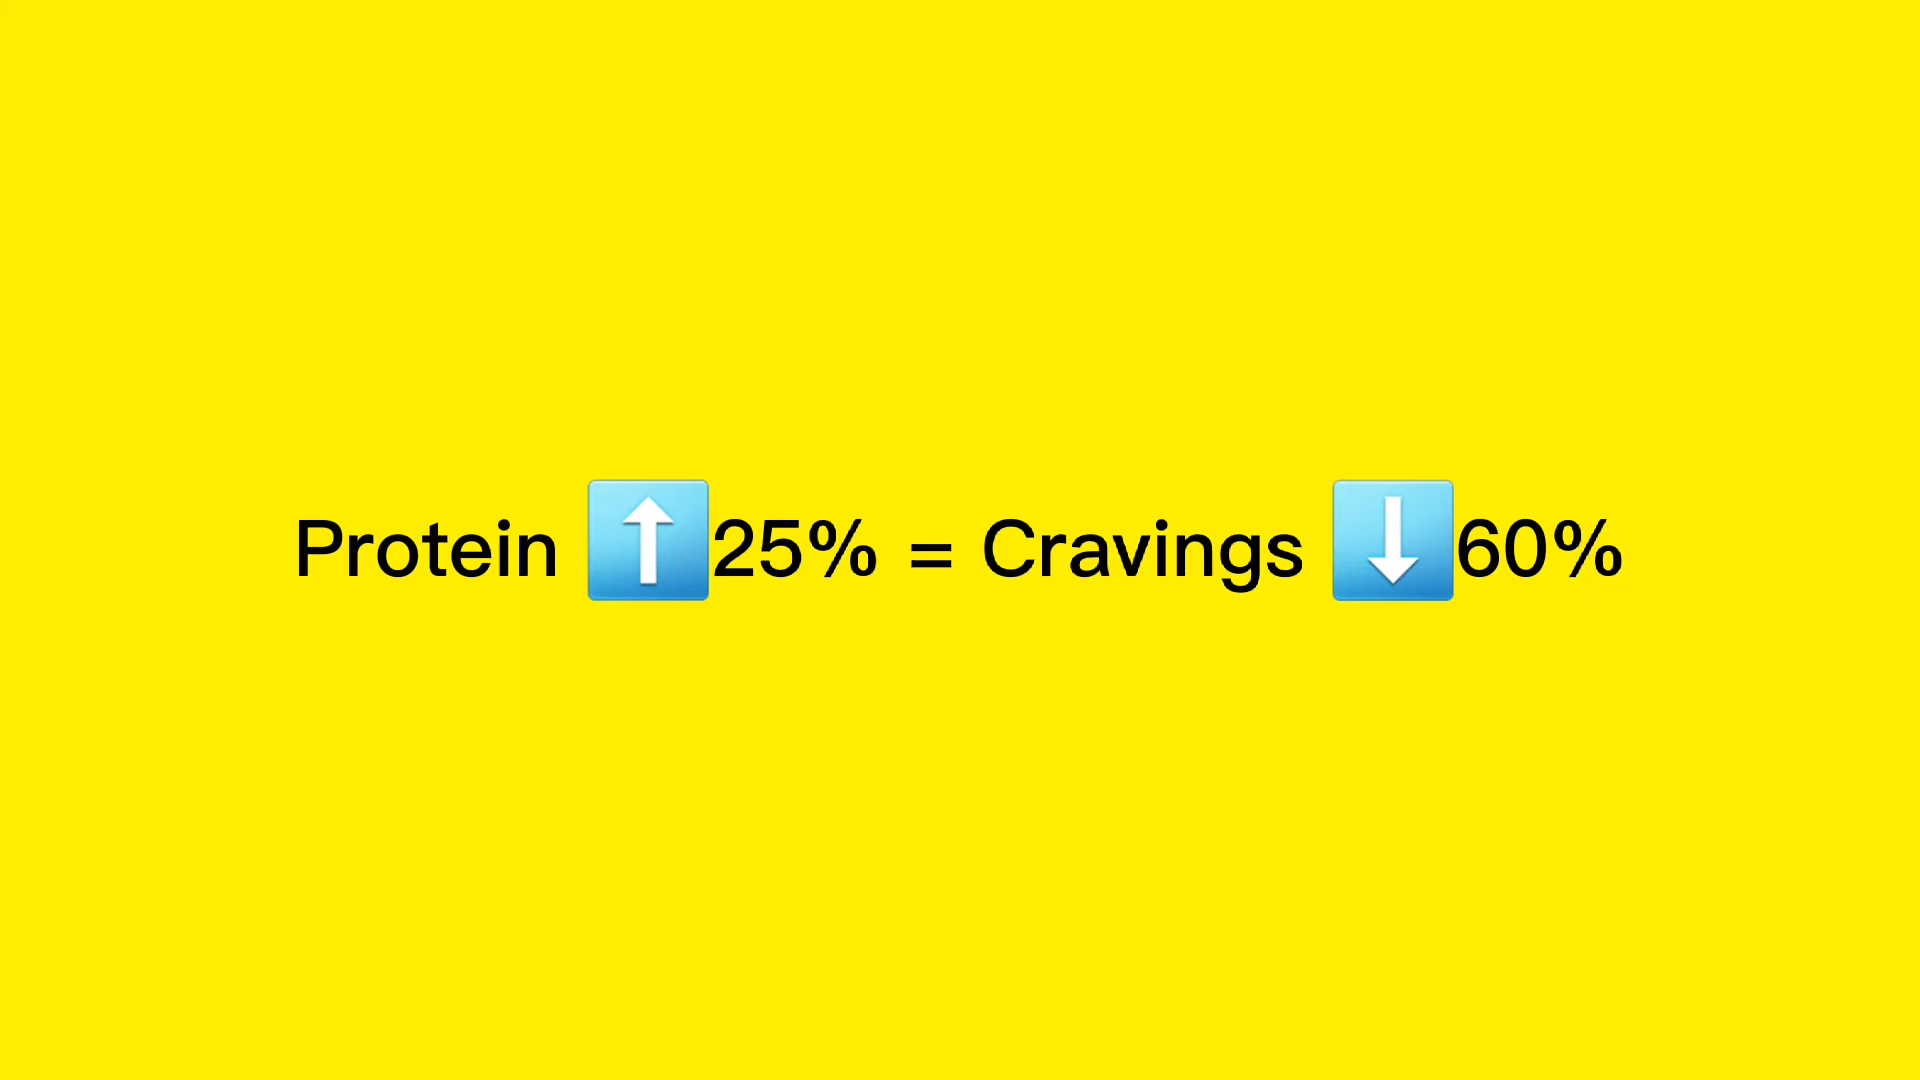 Protein ⬆️25% = Cravings ⬇️60%